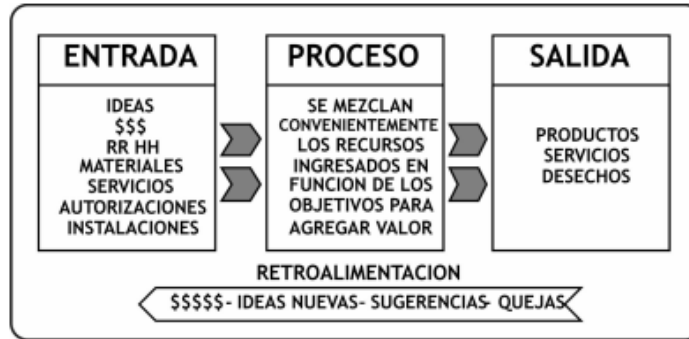 ENTRADA
IDEAS
$$$
RR HH
MATERIALES
SERVICIOS
AUTORIZACIONES
INSTALACIONES
PROCESO
SE MEZCLAN
CONVENIENTEMENTE
LOS RECURSOS
INGRESADOS EN
FUNCION DE LOS
OBJETIVOS PARA
AGREGAR VALOR
SALIDA
PRODUCTOS
SERVICIOS
DESECHOS
RETROALIMENTACION
$$$$$- IDEAS NUEVAS- SUGERENCIAS- QUEJAS